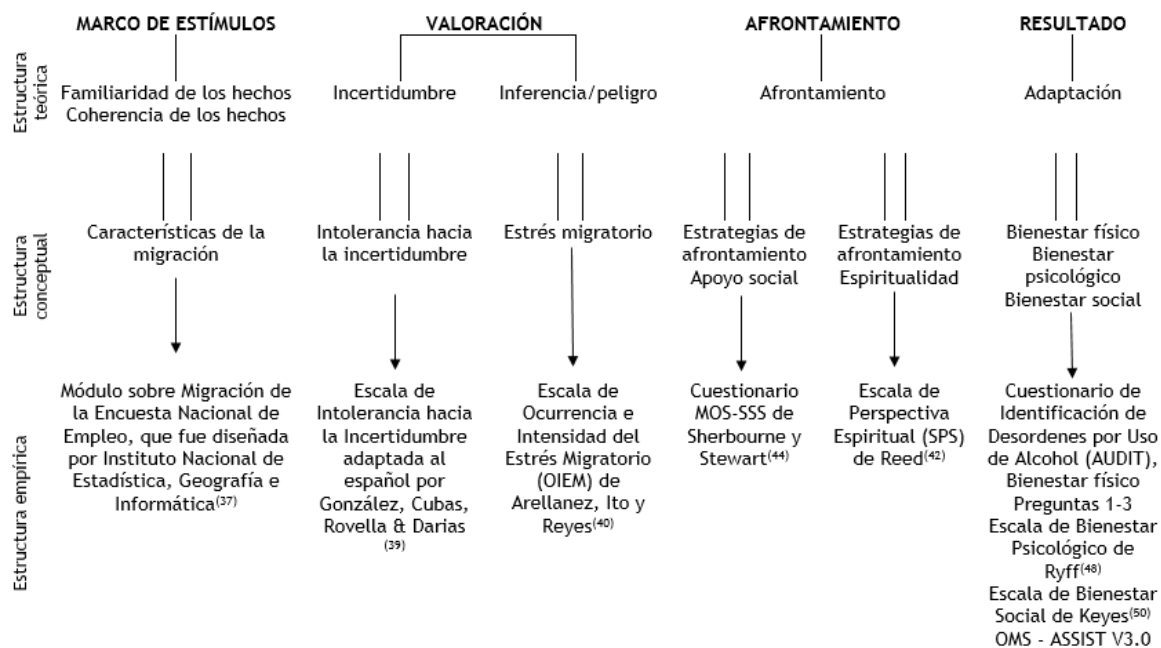 MARCO DE ESTÍMULOS
VALORACIÓN
AFRONTAMIENTO
RESULTADO
Estructura
teórica
Familiaridad de los hechos
Coherencia de los hechos
Incertidumbre
Inferencia/peligro
Afrontamiento
Adaptación
Estructura
conceptual
Características de la
migración
Intolerancia hacia
la incertidumbre
Estrés migratorio
Estrategias de
afrontamiento
Apoyo social
Estrategias de
afrontamiento
Espiritualidad
Bienestar físico
Bienestar
psicológico
Bienestar social
Estructura empírica
Módulo sobre Migración de
la Encuesta Nacional de
Empleo, que fue diseñada
por Instituto Nacional de
Estadística, Geografía e
Informática(37)
Escala de
Intolerancia hacia
la Incertidumbre
adaptada al
español por
González, Cubas,
Rovella & Darias
(39)
Escala de
Ocurrencia e
Intensidad del
Estrés Migratorio
(OIEM) de
Arellanez, Ito y
Reyes(40)
Cuestionario
MOS-SSS de
Sherbourne y
Stewart(44)
Escala de
Perspectiva
Espiritual (SPS)
de Reed(42)
Cuestionario de
Identificación de
Desordenes por Uso
de Alcohol (AUDIT),
Bienestar físico
Preguntas 1-3
Escala de Bienestar
Psicológico de
Ryff(48)
Escala de Bienestar
Social de Keyes(50)
OMS - ASSIST V3.0